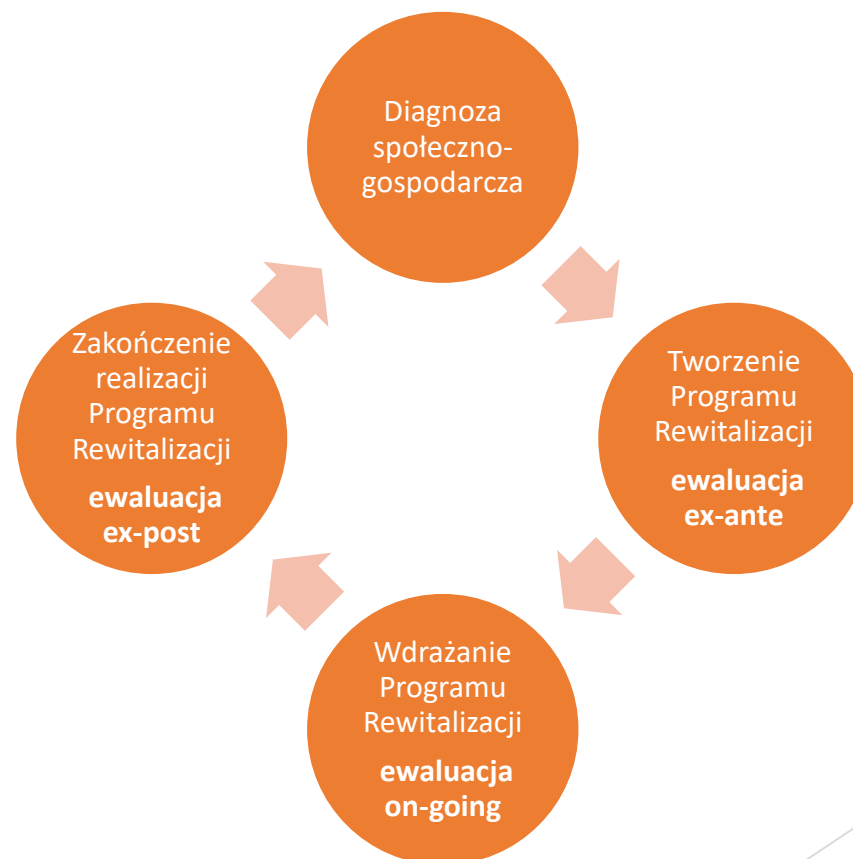 Diagnoza
społeczno-
gospodarcza
Tworzenie
Programu
Rewitalizacji
ewaluacja
ex-ante
Wdrażanie
Programu
Rewitalizacji
ewaluacja
on-going
Zakończenie
realizacji
Programu
Rewitalizacji
ewaluacja
ex-post